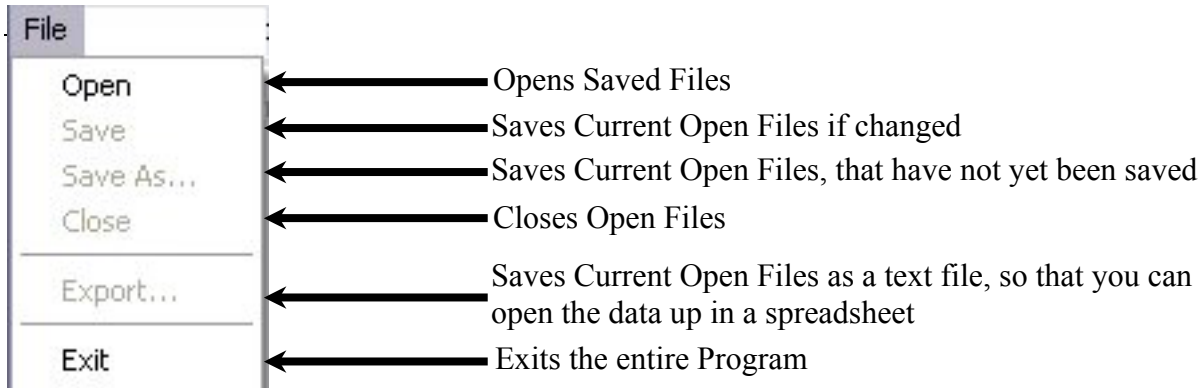 File
Open
Opens Saved Files
Save
Saves Current Open Files if changed
Save As...
Saves Current Open Files, that have not yet been saved
Close
Closes Open Files
Export...
Saves Current Open Files as a text file, so that you can
open the data up in a spreadsheet
Exit
Exits the entire Program